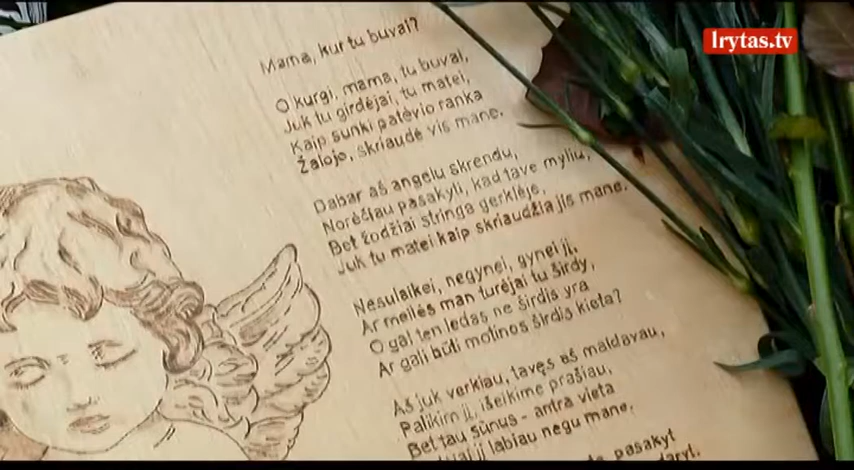 lrytas.tv
Mama, kur tu buvai?
O kurgi, mama, tu buvai,
Juk tu girdėjai, tu matei,
Kaip sunki patėvio ranka
Žalojo, skriaudė vis mane.
Dabar aš angelu skrendu,
Norėčiau pasakyti, kad tave myliu,
Bet žodžiai stringa gerklėje,
Juk tu matei kaip skriaudžia jis mane.
Nesulaikei, negynei, gynei jį,
Ar meilės man turėjai tu širdy,
O gal ten ledas ne širdis yra
Ar gali būti motinos širdis kieta?
Aš juk verkiau, tavęs aš maldavau,
Palikim jį, išeikime prašiau,
Bet tau sūnus - antra vieta
jį labiau negu mane.
pasakyt